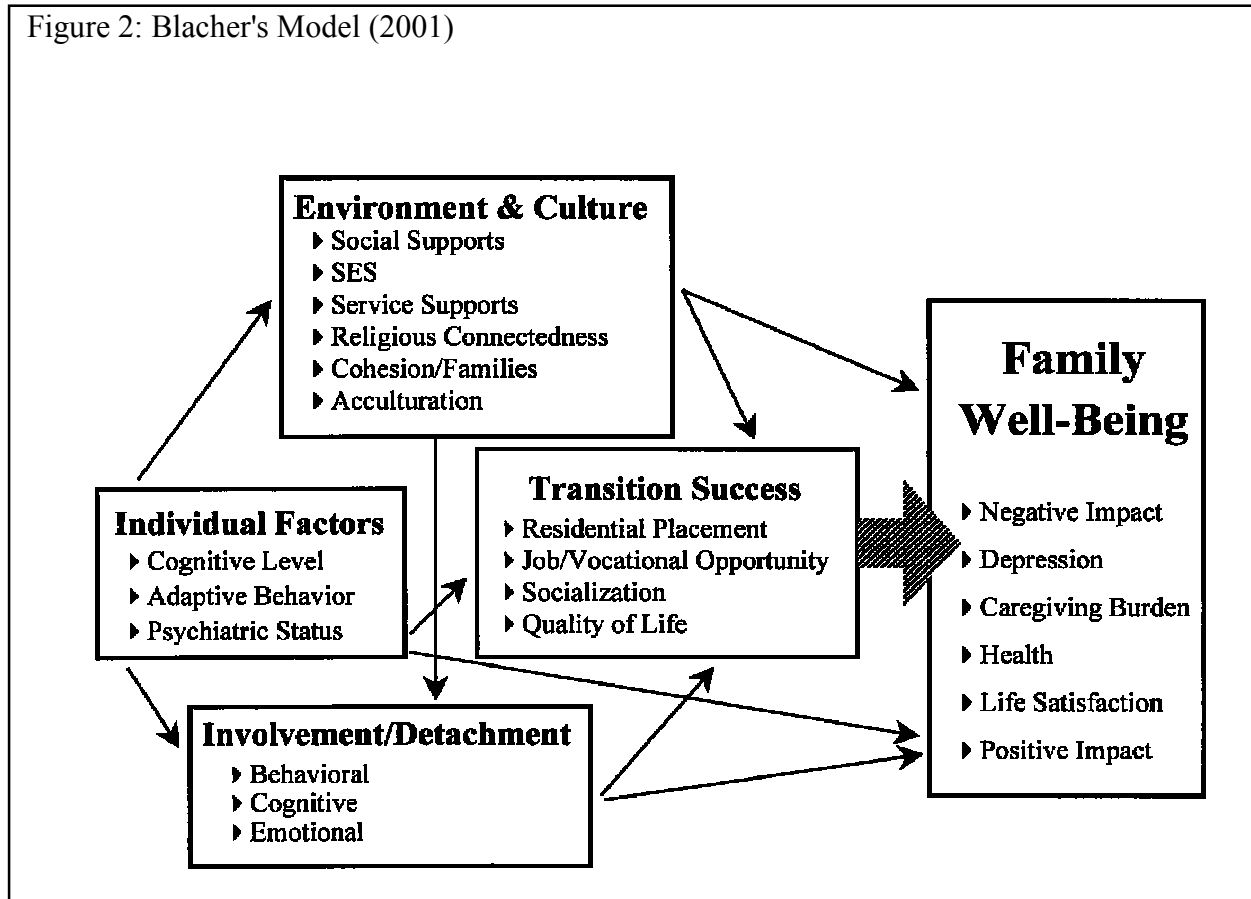 Figure 2: Blacher's Model (2001)
Environment & Culture
Social Supports
SES
Service Supports
Religious Connectedness
Cohesion/Families
Acculturation
Individual Factors
Cognitive Level
Adaptive Behavior
Psychiatric Status
Transition Success
Residential Placement
Job/Vocational Opportunity
Socialization
Quality of Life
Involvement/Detachment
Behavioral
Cognitive
Emotional
Family
Well-Being
Negative Impact
Depression
Caregiving Burden
Health
Life Satisfaction
Positive Impact